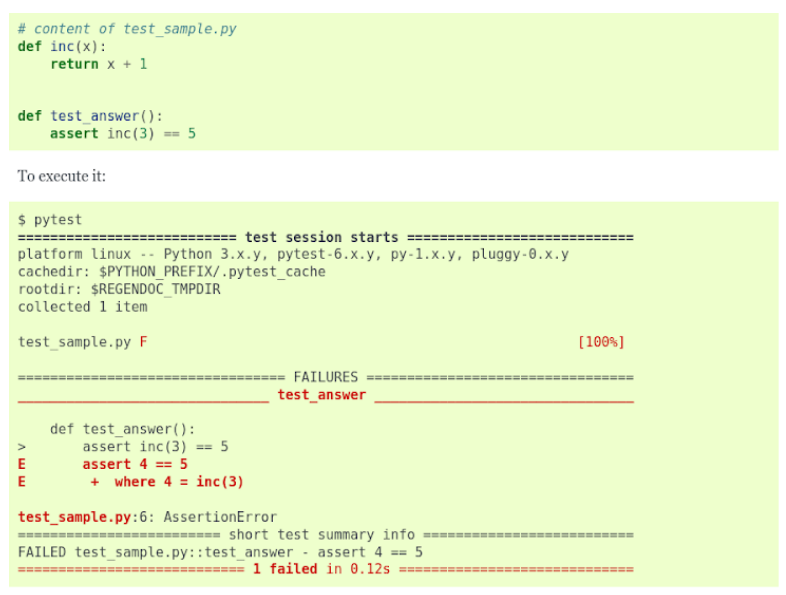 # content of test_sample.py
def inc(x):
    return x + 1
def test_answer():
    assert inc(3) == 5
To execute it:
$ pytest
=========================== test session starts ============================
platform linux -- Python 3.x.y, pytest-6.x.y, py-1.x.y, pluggy-0.x.y
cachedir: $PYTHON_PREFIX/.pytest_cache
rootdir: $REGENDOC_TMPDIR
collected 1 item
test_sample.py F                                                     [100%]
================================= FAILURES =================================
_______________________________ test_answer ________________________________
    def test_answer():
>       assert inc(3) == 5
E       assert 4 == 5
E        +  where 4 = inc(3)
test_sample.py:6: AssertionError
========================= short test summary info ==========================
FAILED test_sample.py::test_answer - assert 4 == 5
============================ 1 failed in 0.12s =============================